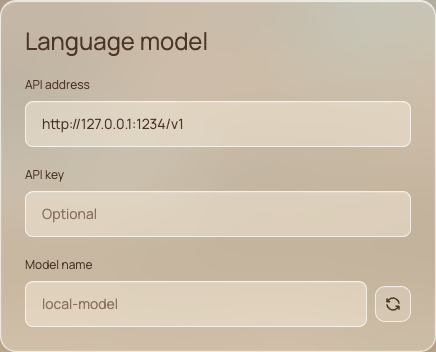 Language model
API address
http://127.0.0.1:1234/v1
API key
Optional
Model name
local-model